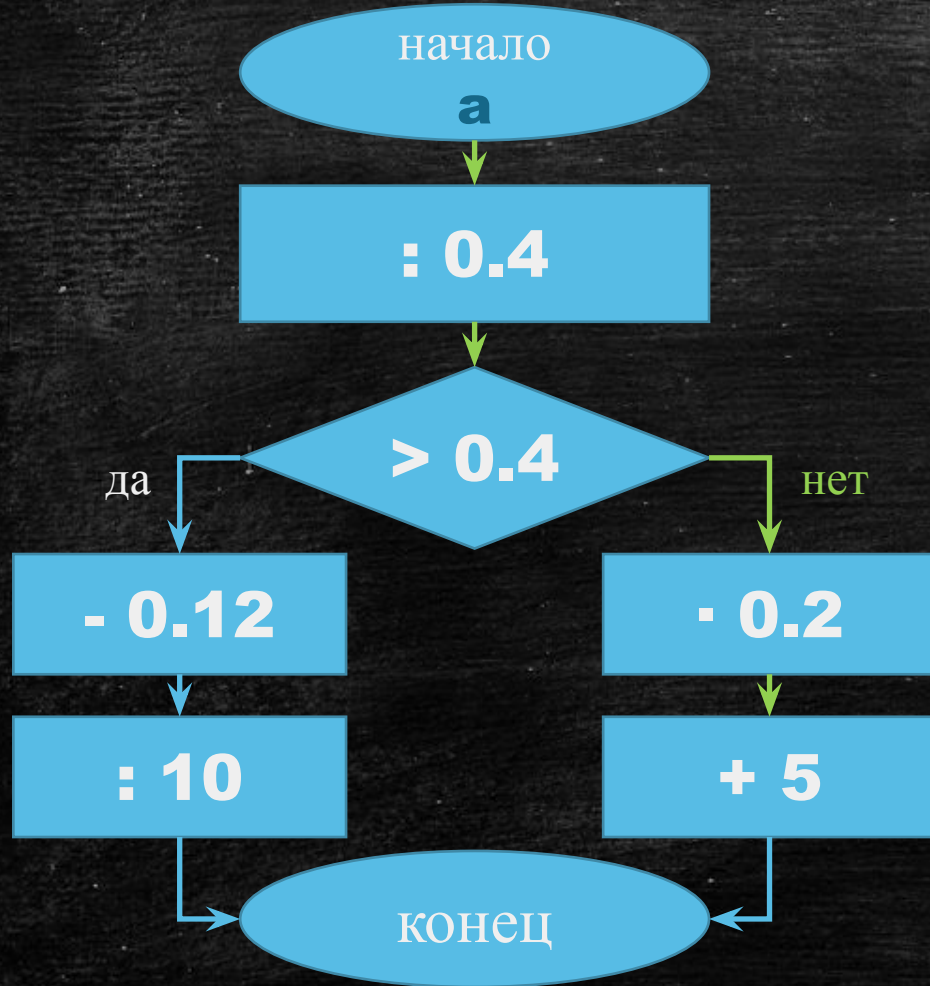 начало
a
: 0.4
> 0.4
да
нет
- 0.12
· 0.2
: 10
+ 5
конец